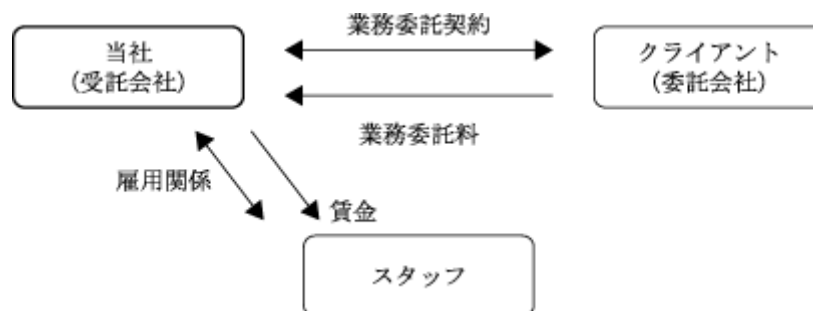 業務委託契約
当社
(受託会社)
クライアント
(委託会社)
業務委託料
雇用関係
賃金
スタッフ